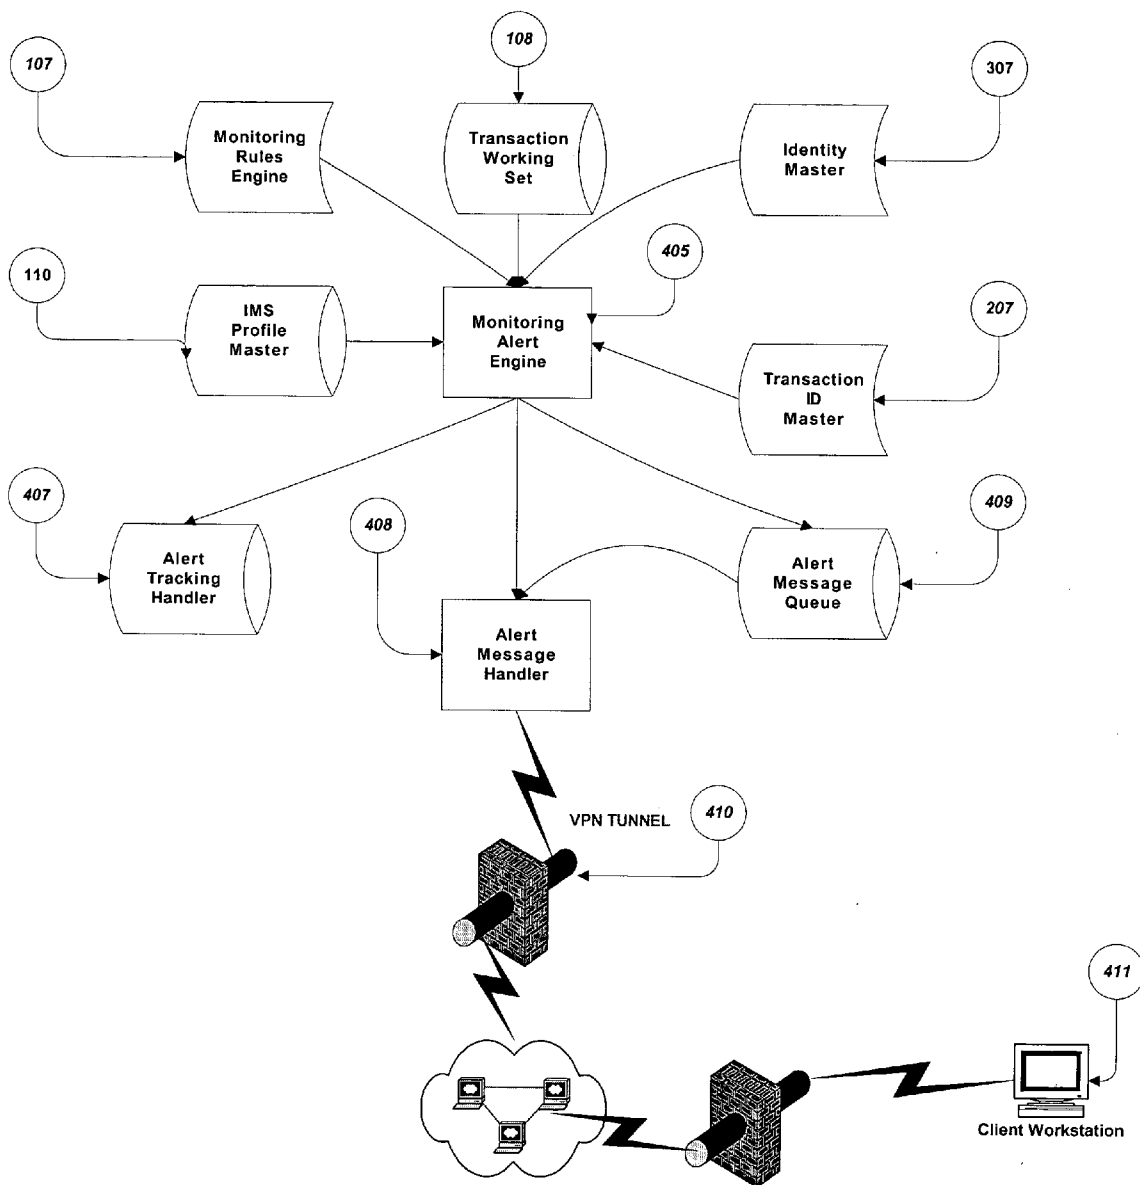 108
107
307
Monitoring
Rules
Engine
Transaction
Working
Set
Identity
Master
405
110
IMS
Profile
Master
Monitoring
Alert
Engine
207
Transaction
ID
Master
407
408
409
Alert
Tracking
Handler
Alert
Message
Queue
Alert
Message
Handler
VPN TUNNEL
410
411
Client Workstation